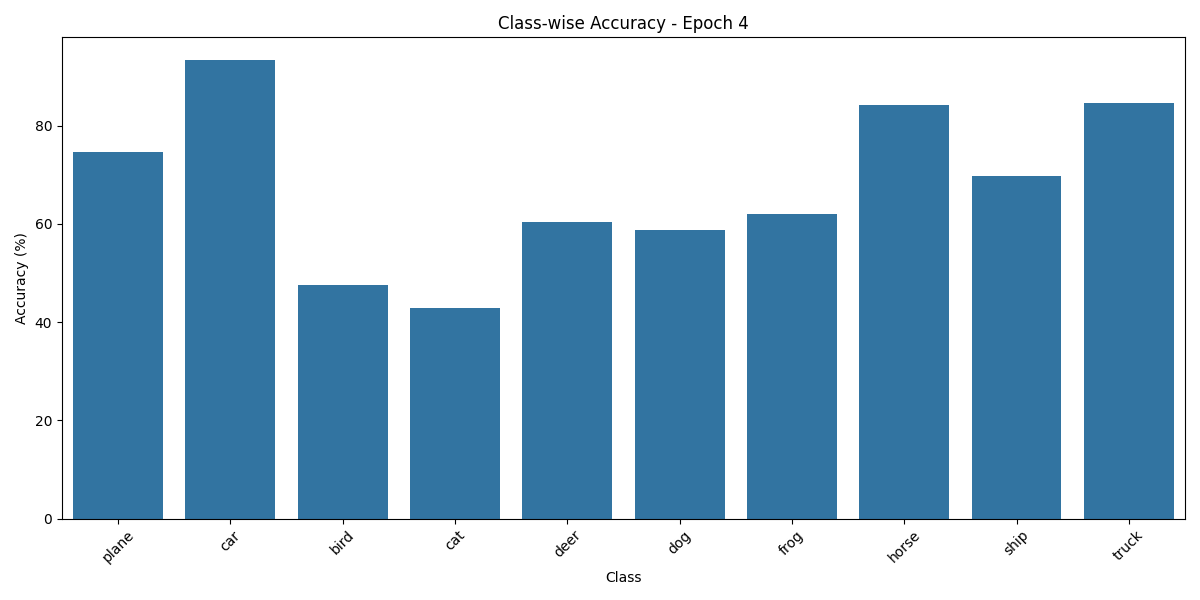 Class-wise Accuracy - Epoch 4
Accuracy (%)
80
60
40
20
0
plane
car
bird
cat
deer
dog
frog
horse
ship
truck
Class